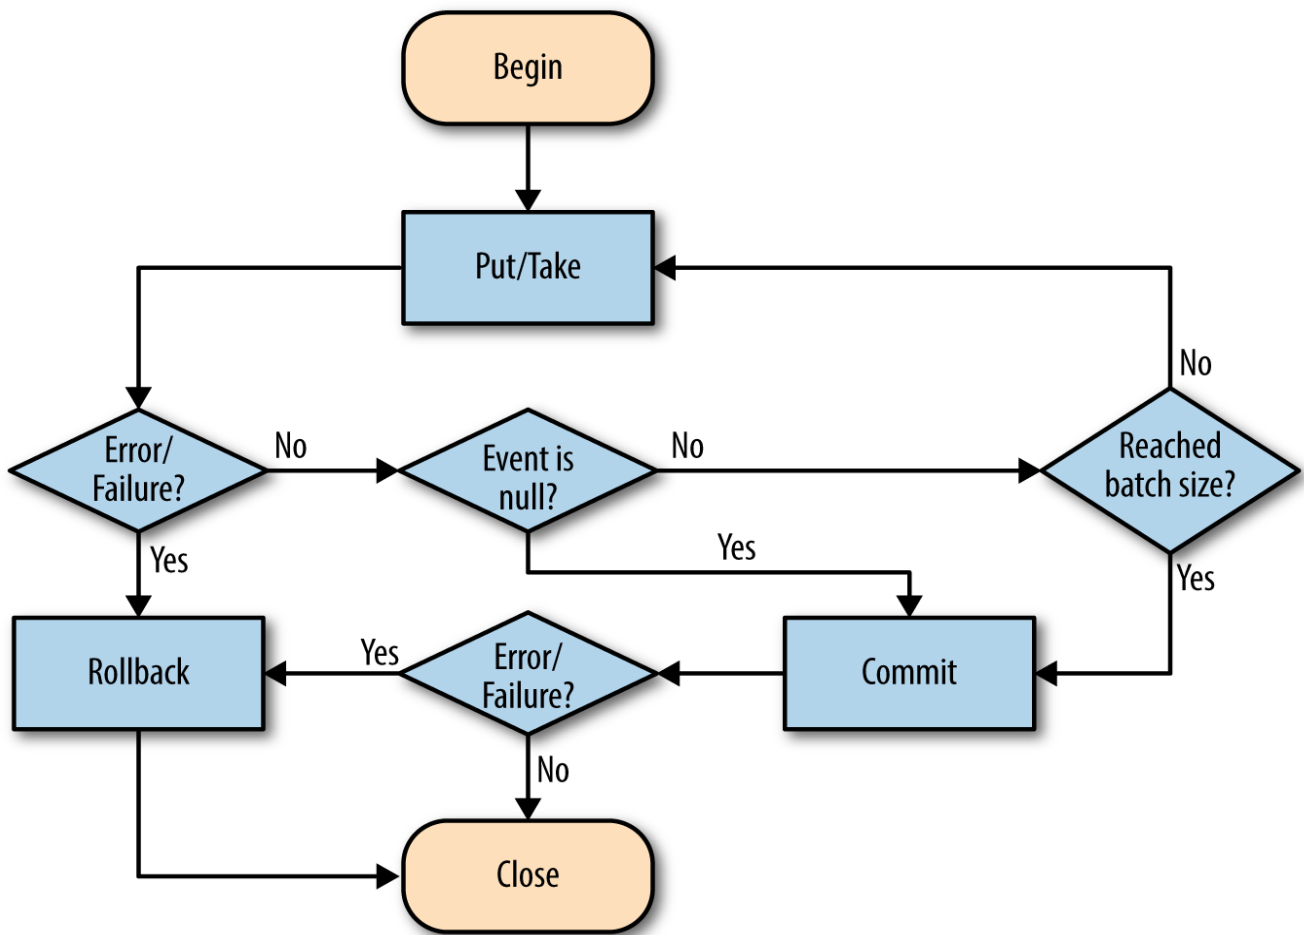 Begin
Put/Take
No
Error/
Failure?
No
Event is
null?
No
Reached
batch size?
Yes
Yes
Yes
Rollback
Yes
Error/
Failure?
Commit
No
Close